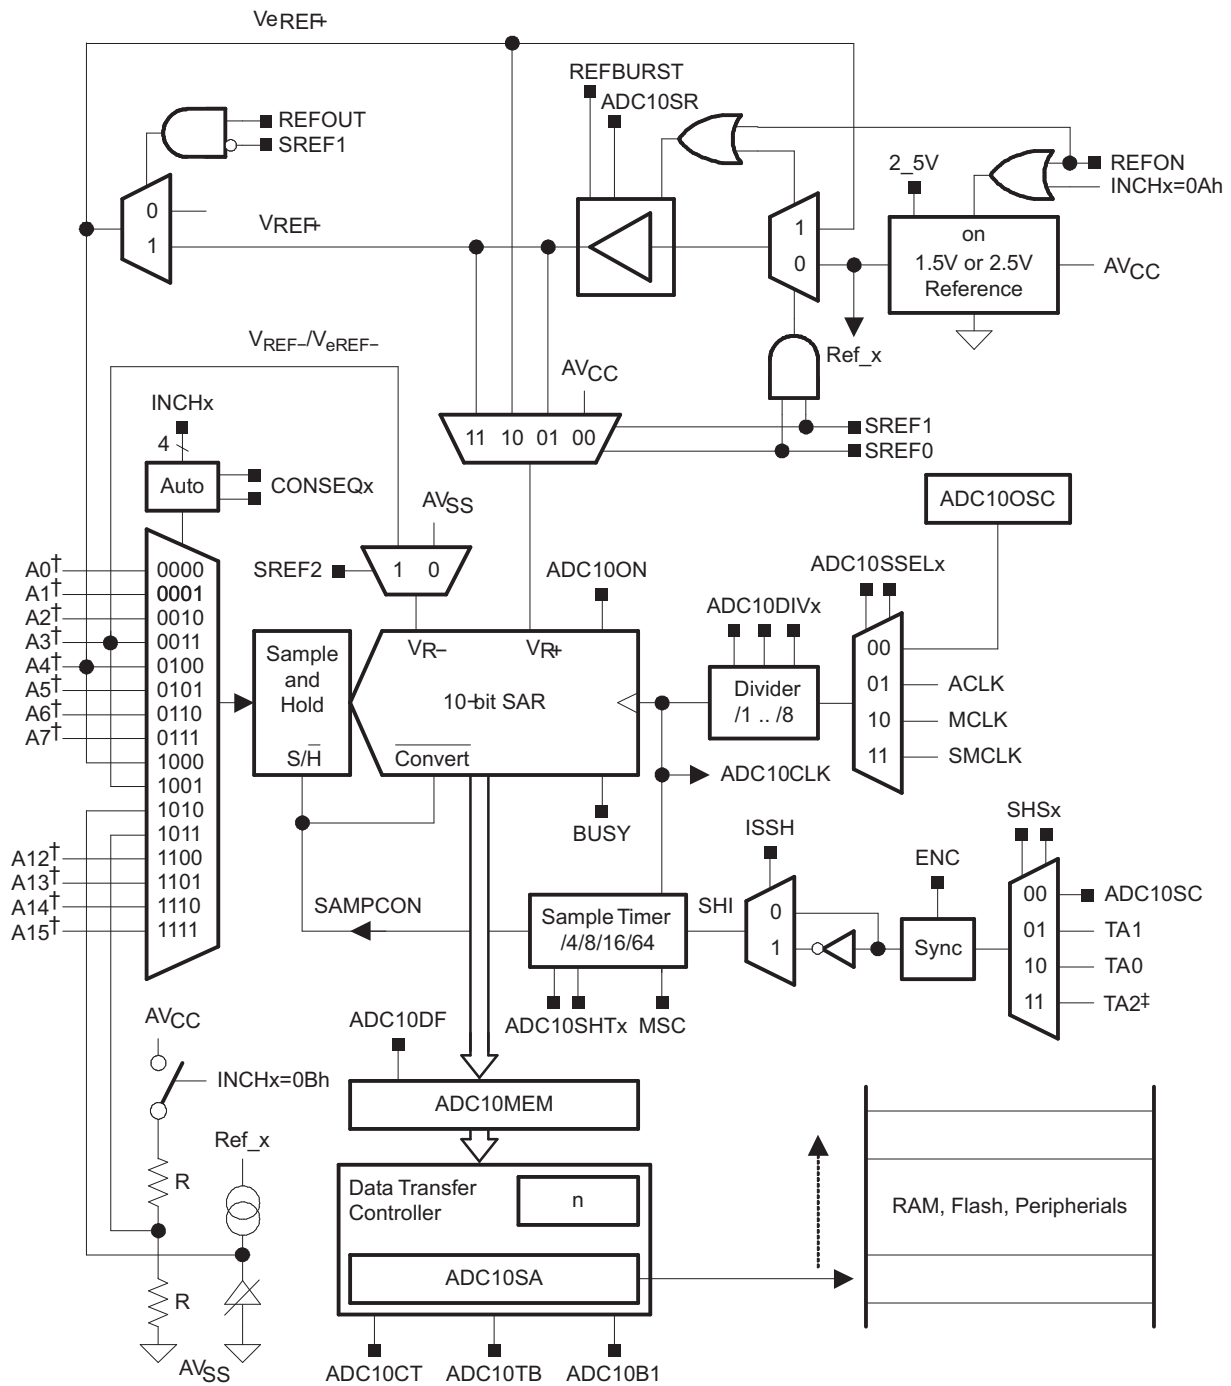 VeREF+
REFBURST
ADC10SR
REFOUT
SREF1
REFON
INCHx=0Ah
2_5V
0
1
VREF+
1
0
on
1.5V or 2.5V
Reference
AVCC
VREF–/VeREF–
Ref_x
AVCC
INCHx
4
11 10 01 00
SREF1
SREF0
Auto
CONSEQx
AVSS
ADC10OSC
SREF2
1 0
ADC10ON
ADC10SSELx
ADC10DIVx
A0† 0000
A1† 0001
A2† 0010
A3† 0011
A4† 0100
A5† 0101
A6† 0110
A7† 0111
1000
1001
1010
1011
A12† 1100
A13† 1101
A14† 1110
A15† 1111
Sample
and
Hold
S/H̅
VR–
VR+
10–bit SAR
Convert
Divider
/1 .. /8
00
01 ACLK
10 MCLK
11 SMCLK
ADC10CLK
BUSY
ISSH
ENC
SHSx
SAMPCON
Sample Timer
/4/8/16/64
SHI
0
1
Sync
00 ADC10SC
01 TA1
10 TA0
11 TA2‡
ADC10SHTx
MSC
AVCC
INCHx=0Bh
ADC10DF
ADC10MEM
Ref_x
R
Data Transfer
Controller
n
RAM, Flash, Peripherials
ADC10SA
R
AVSS
ADC10CT
ADC10TB
ADC10B1